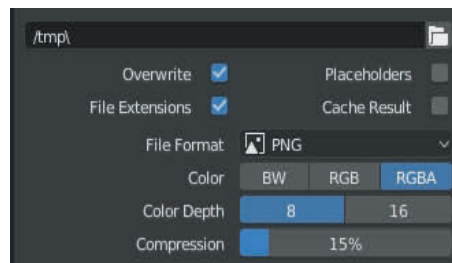 /tmp\
Overwrite Placeholders
File Extensions Cache Result
File Format PNG
Color BW RGB RGBA
Color Depth 8 16
Compression 15%